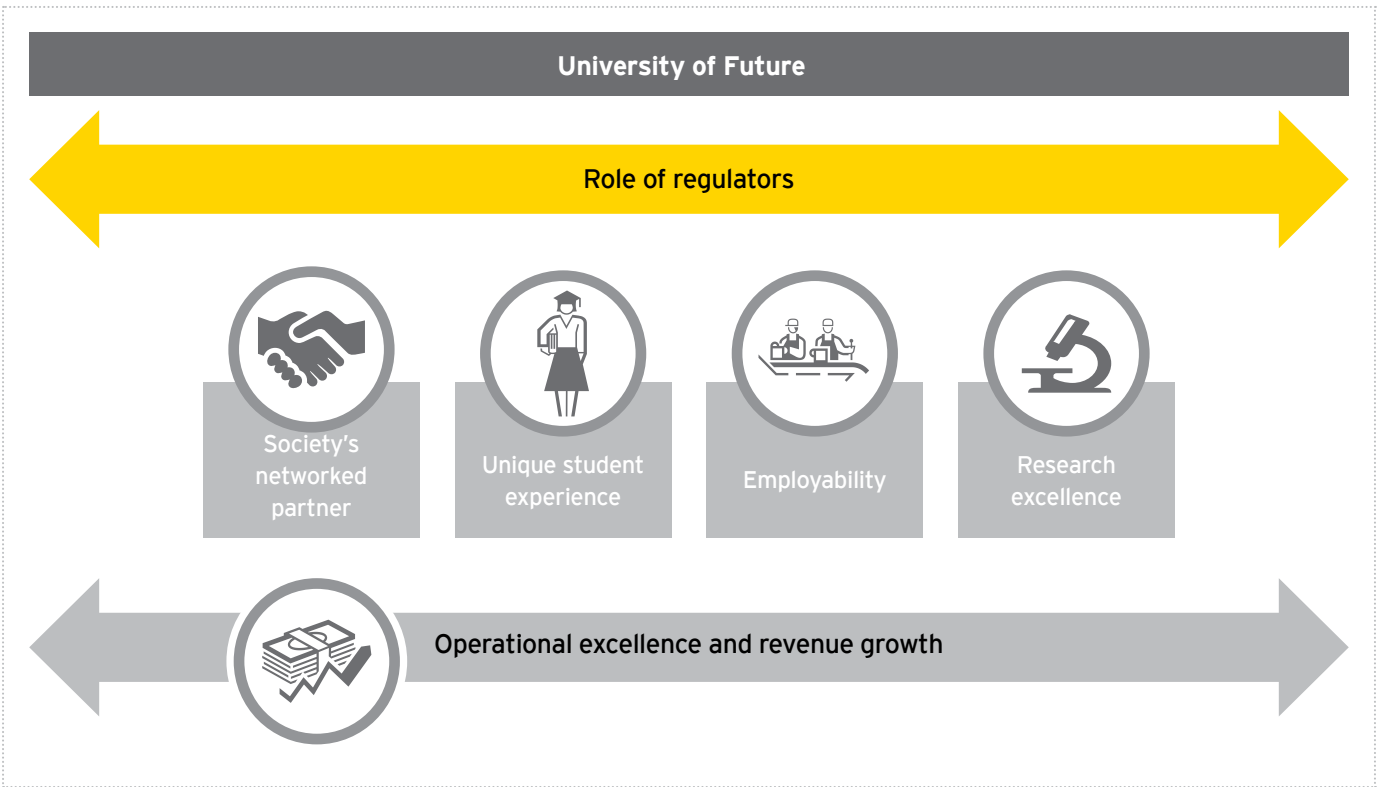 University of Future
Role of regulators
Society's
networked
partner
Unique student
experience
Employability
Research
excellence
Operational excellence and revenue growth